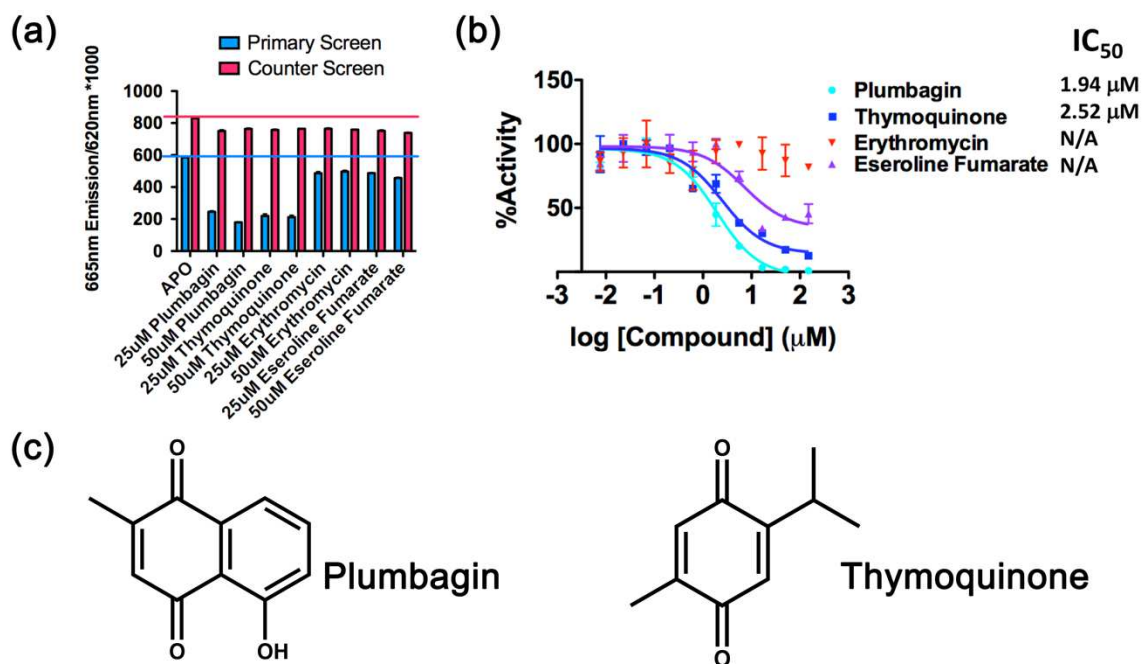 (a)
Primary Screen
Counter Screen
665nm Emission/620nm *1000
1000
800
600
400
200
0
APO
25uM Plumbagin
50uM Plumbagin
25uM Thymoquinone
50uM Thymoquinone
25uM Erythromycin
50uM Erythromycin
25uM Eseroline Fumarate
50uM Eseroline Fumarate
(b)
IC50
Plumbagin 1.94 μM
Thymoquinone 2.52 μM
Erythromycin N/A
Eseroline Fumarate N/A
%Activity
150
100
50
-3 -2 -1 0 1 2 3
log [Compound] (μM)
(c)
O
O
OH
Plumbagin
O
O
Thymoquinone